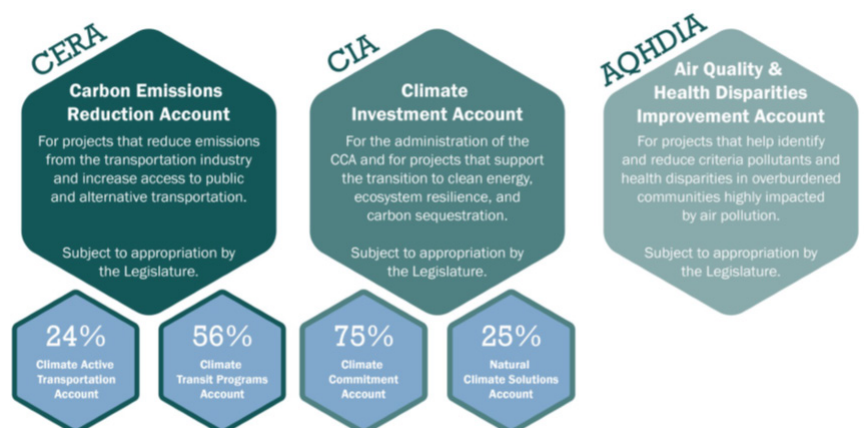 CERA
Carbon Emissions
Reduction Account
For projects that reduce emissions
from the transportation industry
and increase access to public
and alternative transportation.
Subject to appropriation by
the Legislature.
24%
Climate Active
Transportation
Account
56%
Climate
Transit Programs
Account
CIA
Climate
Investment Account
For the administration of the
CCA and for projects that support
the transition to clean energy,
ecosystem resilience, and
carbon sequestration.
Subject to appropriation by
the Legislature.
75%
Climate
Commitment
Account
25%
Natural
Climate Solutions
Account
AQHDIA
Air Quality &
Health Disparities
Improvement Account
For projects that help identify
and reduce criteria pollutants and
health disparities in overburdened
communities highly impacted
by air pollution.
Subject to appropriation by
the Legislature.